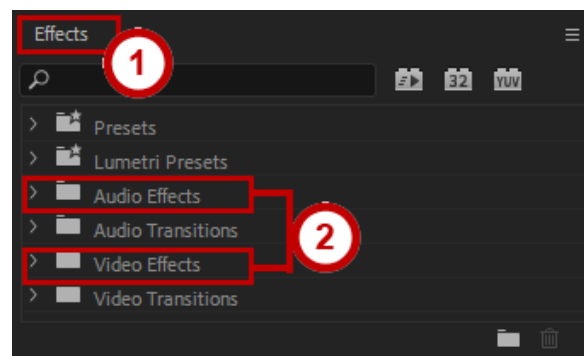 Effects
1
32
YUV
Presets
Lumetri Presets
Audio Effects
Audio Transitions
2
Video Effects
Video Transitions